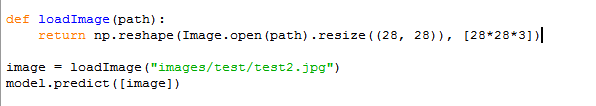 def loadImage(path):
    return np.reshape(Image.open(path).resize((28, 28)), [28*28*3])

image = loadImage("images/test/test2.jpg")
model.predict([image])